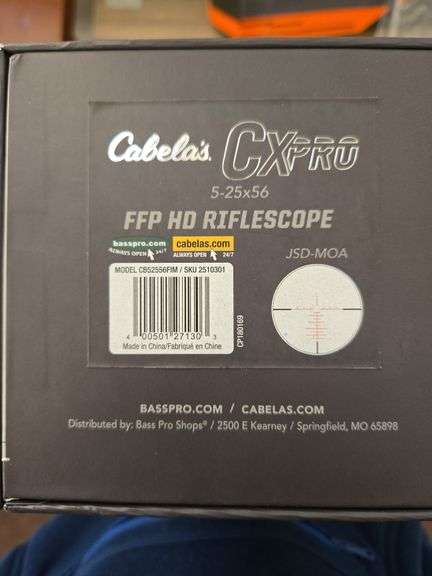 Cabela's CXPRO
5-25x56
FFP HD RIFLESCOPE
basspro.com cabelas.com
ALWAYS OPEN 24/7 ALWAYS OPEN 24/7
JSD-MOA
MODEL CB52556FIM / SKU 2510301
4 00501 27130 3
Made in China/Fabriqué en Chine
CP180169
BASSPRO.COM / CABELAS.COM
Distributed by: Bass Pro Shops® / 2500 E Kearney / Springfield, MO 65898